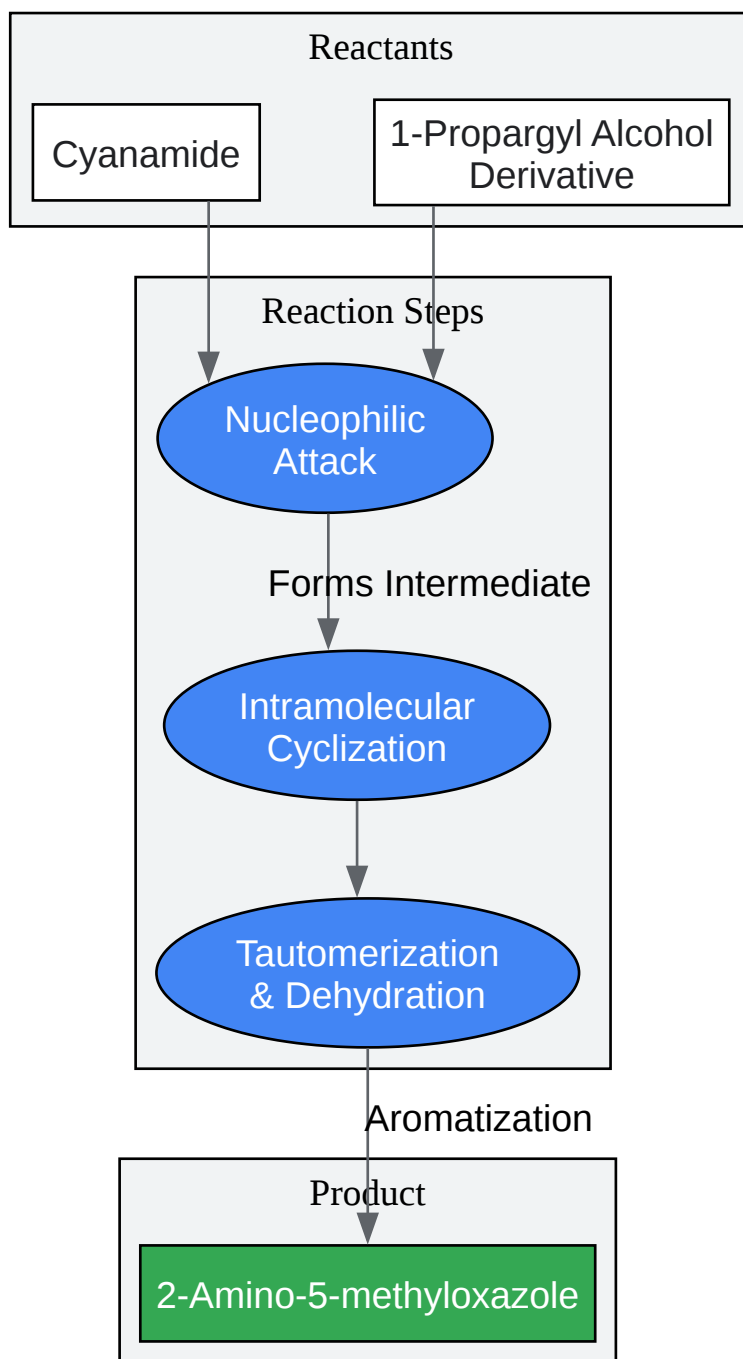 Reactants
Cyanamide
1-Propargyl Alcohol
Derivative
Reaction Steps
Nucleophilic
Attack
Forms Intermediate
Intramolecular
Cyclization
Tautomerization
& Dehydration
Aromatization
Product
2-Amino-5-methyloxazole